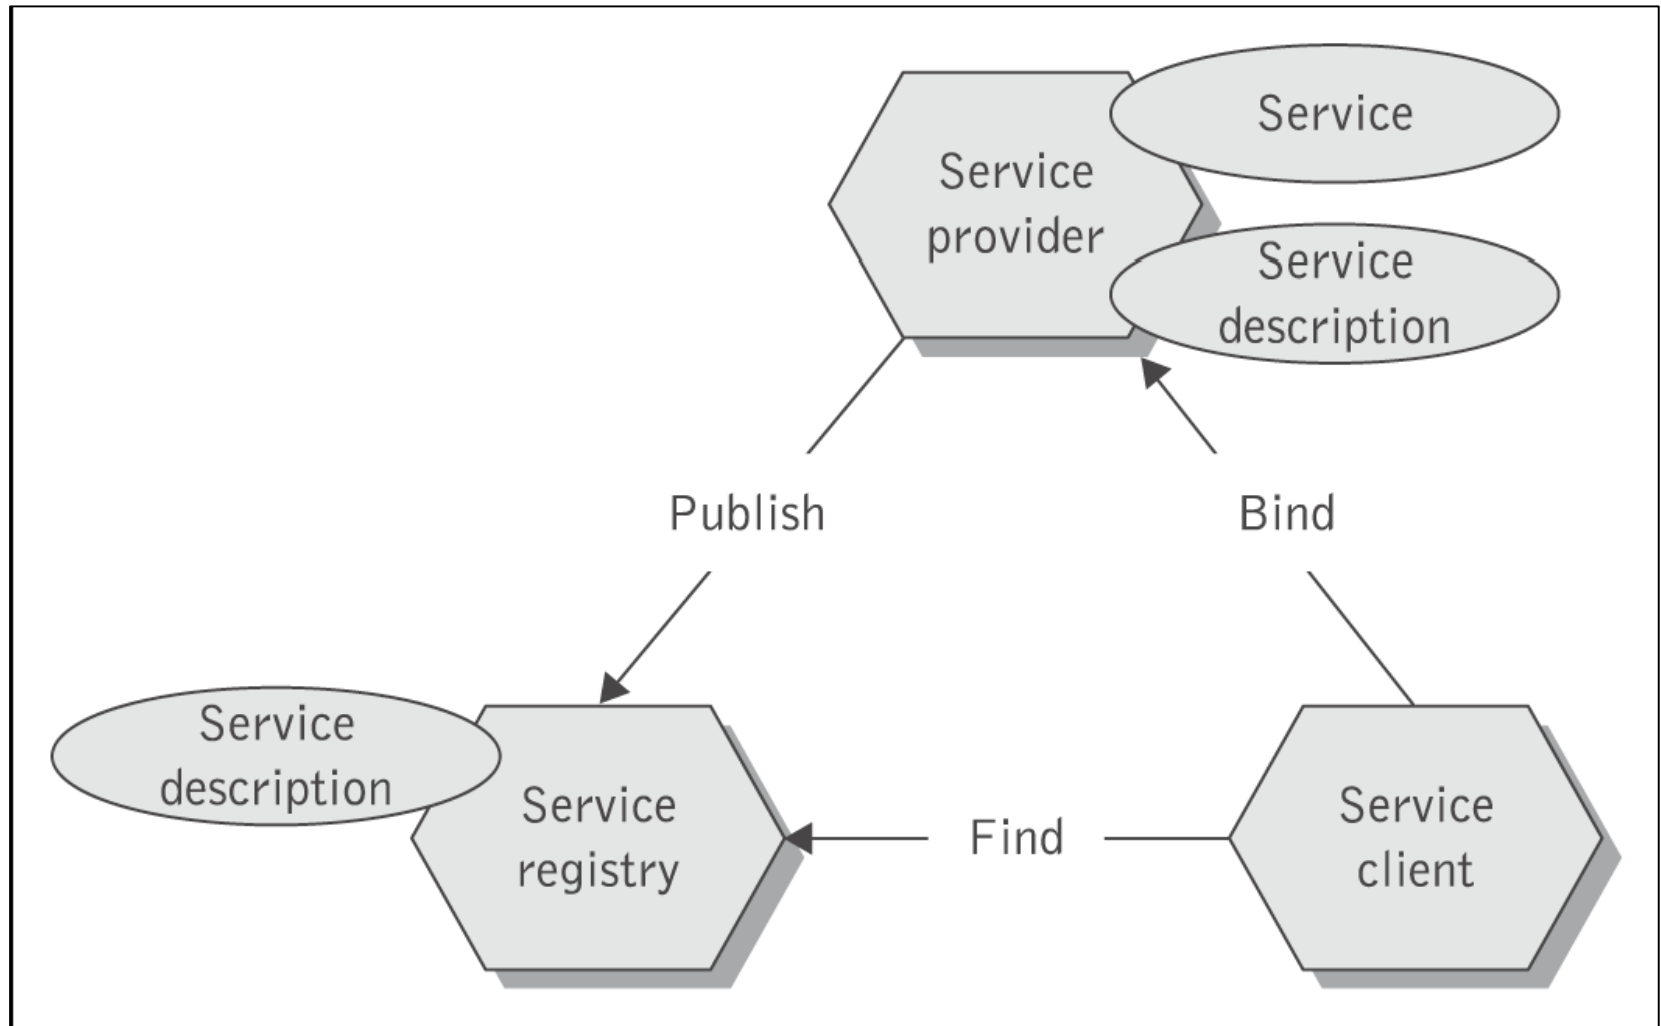 Service
Service
provider
Service
description
Publish
Bind
Service
description
Service
registry
Find
Service
client